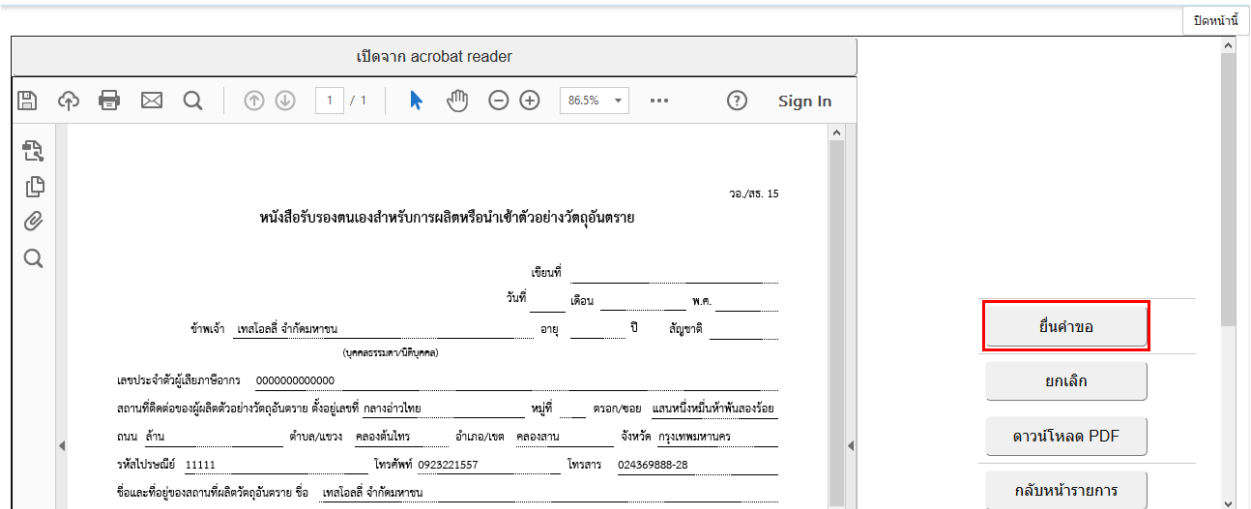 ปิดหน้านี้
เปิดจาก acrobat reader
1 / 1 86.5% Sign In
วอ./สธ. 15
หนังสือรับรองตนเองสำหรับการผลิตหรือนำเข้าตัวอย่างวัตถุอันตราย
เขียนที่
วันที่ เดือน พ.ศ.
ข้าพเจ้า เทสโอลลี่ จำกัดมหาชน อายุ ปี สัญชาติ
(บุคคลธรรมดา/นิติบุคคล)
เลขประจำตัวผู้เสียภาษีอากร 0000000000000
สถานที่ติดต่อของผู้ผลิตตัวอย่างวัตถุอันตราย ตั้งอยู่เลขที่ กลางอ่าวไทย หมู่ที่ ตรอก/ซอย แสนหนึ่งหมื่นห้าพันสองร้อย
ถนน ล้าน ตำบล/แขวง คลองต้นไทร อำเภอ/เขต คลองสาน จังหวัด กรุงเทพมหานคร
รหัสไปรษณีย์ 11111 โทรศัพท์ 0923221557 โทรสาร 024369888-28
ชื่อและที่อยู่ของสถานที่ผลิตวัตถุอันตราย ชื่อ เทสโอลลี่ จำกัดมหาชน
ยื่นคำขอ
ยกเลิก
ดาวน์โหลด PDF
กลับหน้ารายการ